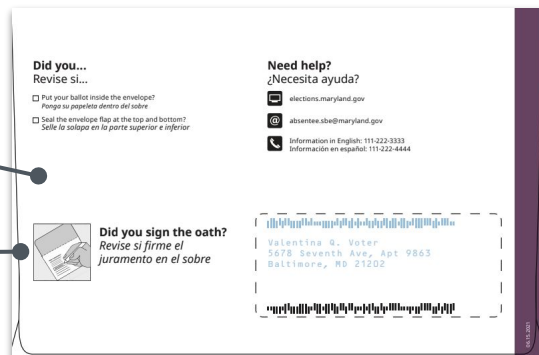 Did you...
Revise si...
Put your ballot inside the envelope?
Ponga su papeleta dentro del sobre
Seal the envelope flap at the top and bottom?
Selle la solapa en la parte superior e inferior
Need help?
¿Necesita ayuda?
elections.maryland.gov
@ absentee.sbe@maryland.gov
Information in English: 111-222-3333
Información en español: 111-222-4444
Did you sign the oath?
Revise si firme el
juramento en el sobre
Valentina Q. Voter
5678 Seventh Ave, Apt 9863
Baltimore, MD 21202
06.15.2021